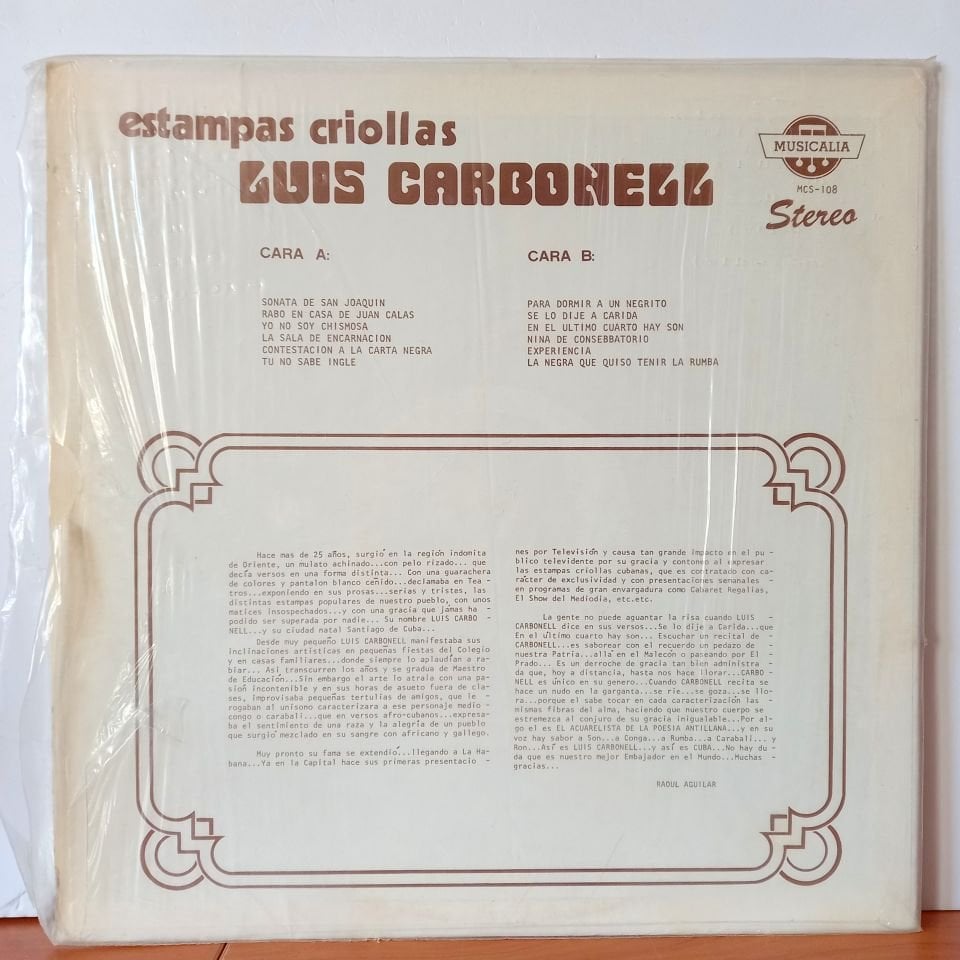 estampas criollas
LUIS CARBONELL
MUSICALIA
MCS-108
Stereo
CARA A:
SONATA DE SAN JOAQUIN
RABO EN CASA DE JUAN CALAS
YO NO SOY CHISMOSA
LA SALA DE ENCARNACION
CONTESTACION A LA CARTA NEGRA
TU NO SABE INGLE
CARA B:
PARA DORMIR A UN NEGRITO
SE LO DIJE A CARIDA
EN EL ULTIMO CUARTO HAY SON
NINA DE CONSEBBATORIO
EXPERIENCIA
LA NEGRA QUE QUISO TENIR LA RUMBA
Hace mas de 25 años, surgió en la región indomita
de Oriente, un mulato achinado...con pelo rizado... que
decía versos en una forma distinta... Con una guarachera
de colores y pantalon blanco ceñido...declamaba en Tea -
tros...exponiendo en sus prosas...serias y tristes, las
distintas estampas populares de nuestro pueblo, con unos
matices insospechados...y con una gracia que jámas ha -
podido ser superada por nadie... Su nombre LUIS CARBO -
NELL...y su ciudad natal Santiago de Cuba...
Desde muy pequeño LUIS CARBONELL manifestaba sus
inclinaciones artisticas en pequeñas fiestas del Colegio
y en casas familiares...donde siempre lo aplaudían a ra-
biar... Asi transcurren los años y se gradua de Maestro
de Educación...Sin embargo el arte lo atraía con una pa-
sión incontenible y en sus horas de asueto fuera de cla-
ses, improvisaba pequeñas tertulias de amigos, que le -
rogaban al unísono caracterizara a ese personaje medio -
congo o carabalí...que en versos afro-cubanos...expresa-
ba el sentimiento de una raza y la alegría de un pueblo
que surgió mezclado en su sangre con africano y gallego.
Muy pronto su fama se extendió...llegando a La Ha-
bana...Ya en la Capital hace sus primeras presentacio -
nes por Televisión y causa tan grande impacto en el pu -
blico televidente por su gracia y contoneo al expresar
las estampas criollas cubanas, que es contratado con ca-
rácter de exclusividad y con presentaciones semanales -
en programas de gran envargadura como Cabaret Regalias,
El Show del Mediodia, etc.etc.
La gente no puede aguantar la risa cuando LUIS -
CARBONELL dice en sus versos...Se lo dije a Carida...que
En el último cuarto hay son... Escuchar un recital de -
CARBONELL...es saborear con el recuerdo un pedazo de -
nuestra Patria...allá en el Malecón o paseando por El -
Prado... Es un derroche de gracia tan bien administra -
da que, hoy a distancia, hasta nos hace llorar...CARBO -
NELL es único en su genero...Cuando CARBONELL recita se
hace un nudo en la garganta...se rie...se goza...se llo-
ra...porque el sabe tocar en cada caracterización las -
mismas fibras del alma, haciendo que nuestro cuerpo se
estremezca al conjuro de su gracia inigualable...Por al-
go el es EL ACUARELISTA DE LA POESIA ANTILLANA...y en su
voz hay sabor a Son...a Conga...a Rumba...a Carabalí... y
Ron...Así es LUIS CARBONELL...y así es CUBA...No hay du -
da que es nuestro mejor Embajador en el Mundo...Muchas -
gracias...
RAOUL AGUILAR